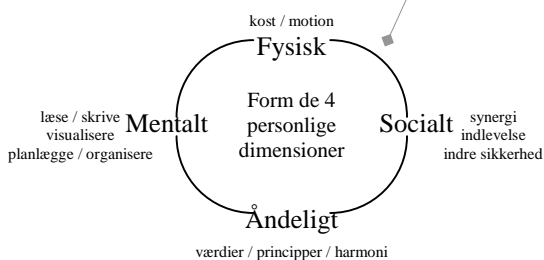 kost / motion
Fysisk
læse / skrive
visualisere
planlægge / organisere
Mentalt
Form de 4
personlige
dimensioner
Socialt
synergi
indlevelse
indre sikkerhed
Åndeligt
værdier / principper / harmoni